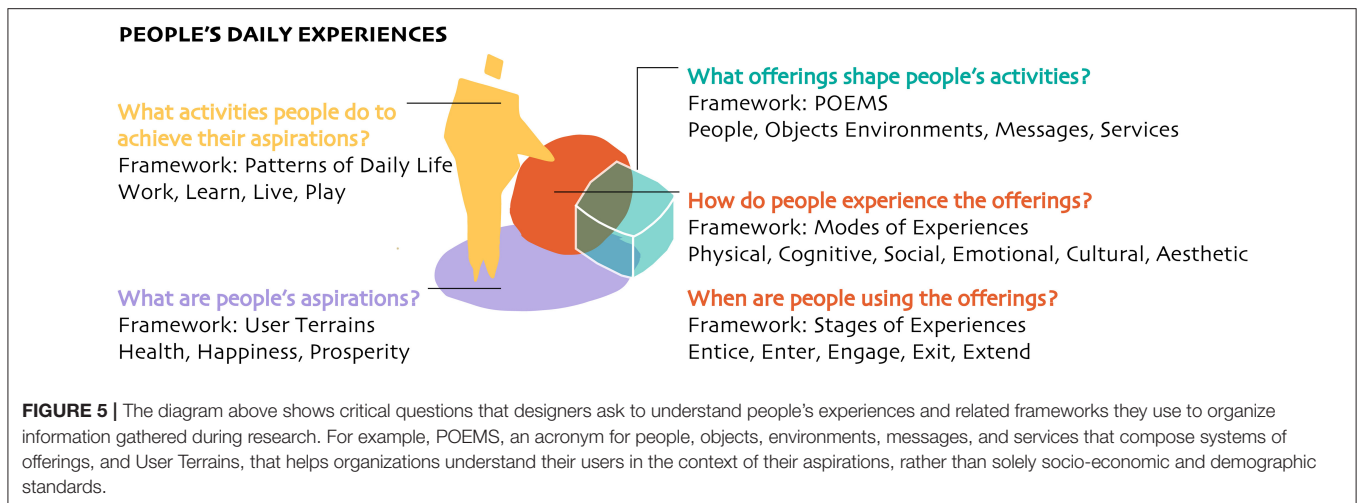 PEOPLE'S DAILY EXPERIENCES
What activities people do to
achieve their aspirations?
Framework: Patterns of Daily Life
Work, Learn, Live, Play
What are people's aspirations?
Framework: User Terrains
Health, Happiness, Prosperity
What offerings shape people's activities?
Framework: POEMS
People, Objects Environments, Messages, Services
How do people experience the offerings?
Framework: Modes of Experiences
Physical, Cognitive, Social, Emotional, Cultural, Aesthetic
When are people using the offerings?
Framework: Stages of Experiences
Entice, Enter, Engage, Exit, Extend
FIGURE 5 | The diagram above shows critical questions that designers ask to understand people's experiences and related frameworks they use to organize
information gathered during research. For example, POEMS, an acronym for people, objects, environments, messages, and services that compose systems of
offerings, and User Terrains, that helps organizations understand their users in the context of their aspirations, rather than solely socio-economic and demographic
standards.